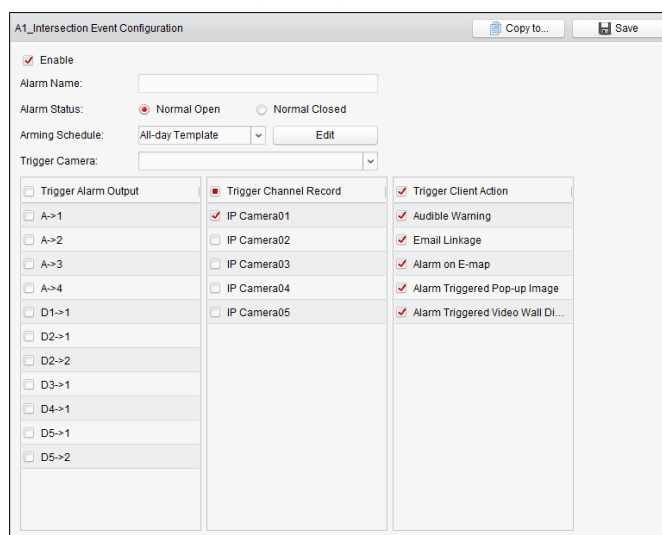 A1_Intersection Event Configuration Copy to... Save
Enable
Alarm Name:
Alarm Status: Normal Open Normal Closed
Arming Schedule: All-day Template Edit
Trigger Camera:
Trigger Alarm Output Trigger Channel Record Trigger Client Action
A->1 IP Camera01 Audible Warning
A->2 IP Camera02 Email Linkage
A->3 IP Camera03 Alarm on E-map
A->4 IP Camera04 Alarm Triggered Pop-up Image
D1->1 IP Camera05 Alarm Triggered Video Wall Di...
D2->1
D2->2
D3->1
D4->1
D5->1
D5->2